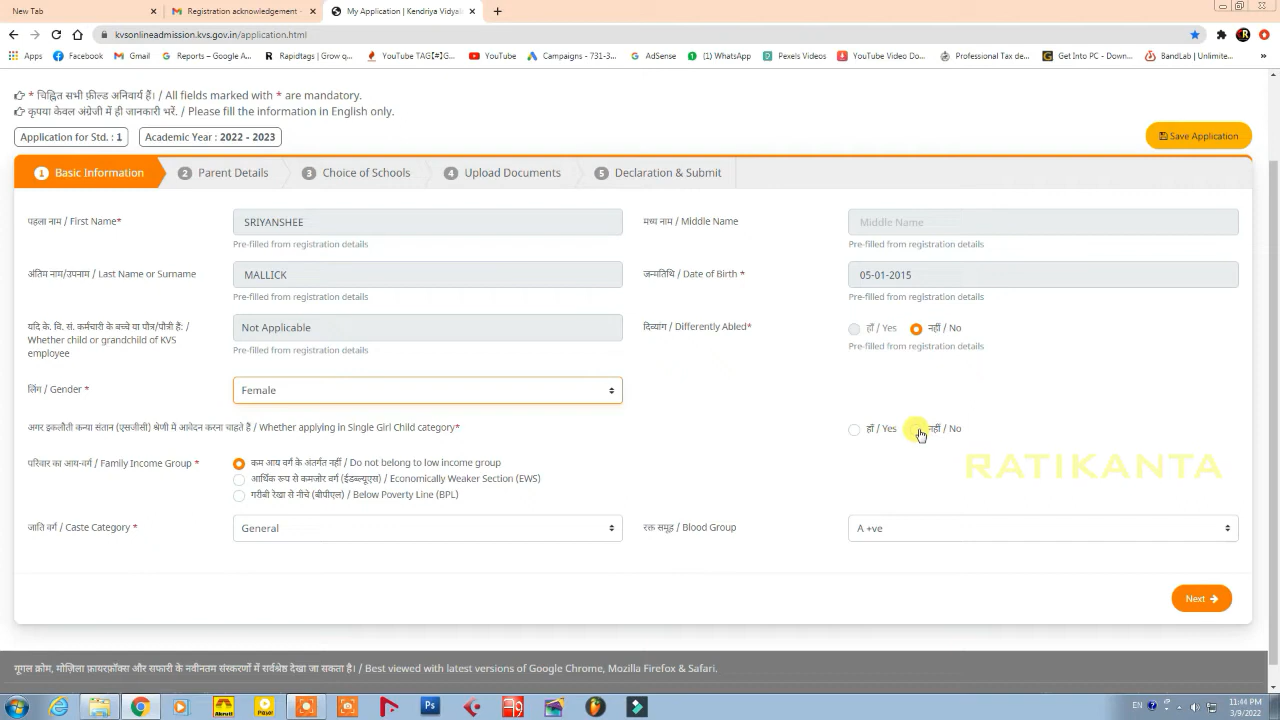 New Tab
Registration acknowledgement -
My Application | Kendriya Vidyal
kvsonlineadmission.kvs.gov.in/application.html
Apps Facebook Gmail Reports – Google A... Rapidtags | Grow q... YouTube YouTube Campaigns - 731-3... AdSense (1) WhatsApp Pexels Videos YouTube Video Do... Professional Tax de... Get Into PC - Down... BandLab | Unlimite...
* चिह्नित सभी फ़ील्ड अनिवार्य हैं। / All fields marked with * are mandatory.
कृपया केवल अंग्रेजी में ही जानकारी भरें. / Please fill the information in English only.
Application for Std. : 1 Academic Year : 2022 - 2023 Save Application
1 Basic Information 2 Parent Details 3 Choice of Schools 4 Upload Documents 5 Declaration & Submit
पहला नाम / First Name* SRIYANSHEE मध्य नाम / Middle Name Middle Name
Pre-filled from registration details Pre-filled from registration details
अंतिम नाम/उपनाम / Last Name or Surname MALLICK जन्मतिथि / Date of Birth * 05-01-2015
Pre-filled from registration details Pre-filled from registration details
यदि के. वि. सं. कर्मचारी के बच्चे या पौत्र/पौत्री हैं: / Not Applicable दिव्यांग / Differently Abled* हाँ / Yes नहीं / No
Whether child or grandchild of KVS
employee
Pre-filled from registration details Pre-filled from registration details
लिंग / Gender * Female
अगर इकलौती कन्या संतान (एसजीसी) श्रेणी में आवेदन करना चाहते हैं / Whether applying in Single Girl Child category* हाँ / Yes नहीं / No
परिवार का आय-वर्ग / Family Income Group * कम आय वर्ग के अंतर्गत नहीं / Do not belong to low income group
RATIKANTA
आर्थिक रूप से कमजोर वर्ग (ईडब्ल्यूएस) / Economically Weaker Section (EWS)
गरीबी रेखा से नीचे (बीपीएल) / Below Poverty Line (BPL)
जाति वर्ग / Caste Category * General रक्त समूह / Blood Group A +ve
Next
गूगल क्रोम, मोज़िला फ़ायरफ़ॉक्स और सफारी के नवीनतम संस्करणों में सर्वश्रेष्ठ देखा जा सकता है। / Best viewed with latest versions of Google Chrome, Mozilla Firefox & Safari.
EN 11:44 PM
3/9/2022